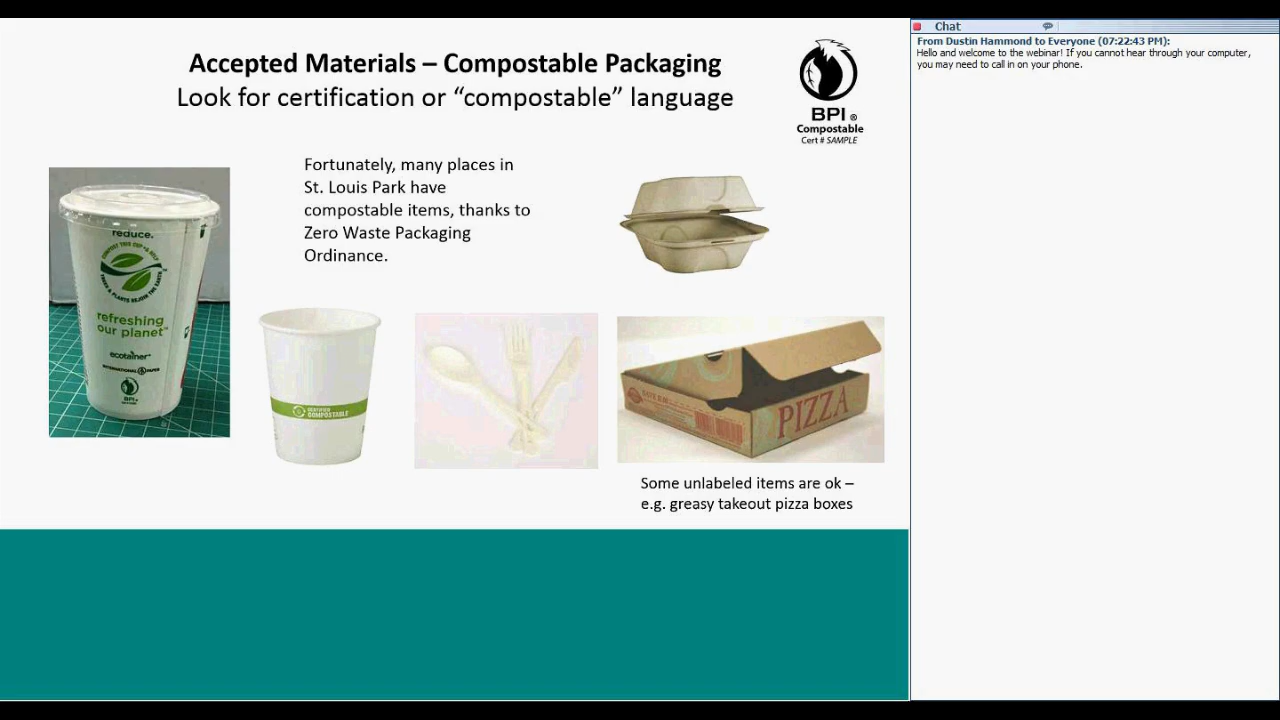 Accepted Materials – Compostable Packaging
Look for certification or “compostable” language
BPI ®
Compostable
Cert # SAMPLE
Fortunately, many places in
St. Louis Park have
compostable items, thanks to
Zero Waste Packaging
Ordinance.
reduce.
refreshing
our planet™
ecotainer
INTERNATIONAL PAPER
BPI
COMPOSTABLE
PIZZA
Some unlabeled items are ok –
e.g. greasy takeout pizza boxes
Chat
From Dustin Hammond to Everyone (07:22:43 PM):
Hello and welcome to the webinar! If you cannot hear through your computer,
you may need to call in on your phone.